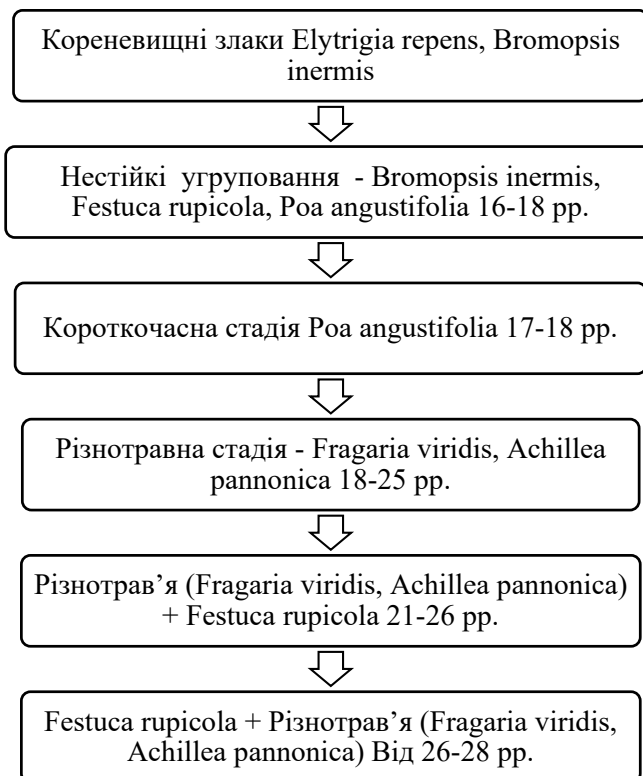 Кореневищні злаки Elytrigia repens, Bromopsis
inermis
Нестійкі угруповання - Bromopsis inermis,
Festuca rupicola, Poa angustifolia 16-18 рр.
Короткочасна стадія Poa angustifolia 17-18 рр.
Різнотравна стадія - Fragaria viridis, Achillea
pannonica 18-25 рр.
Різнотрав’я (Fragaria viridis, Achillea pannonica)
+ Festuca rupicola 21-26 рр.
Festuca rupicola + Різнотрав’я (Fragaria viridis,
Achillea pannonica) Від 26-28 рр.